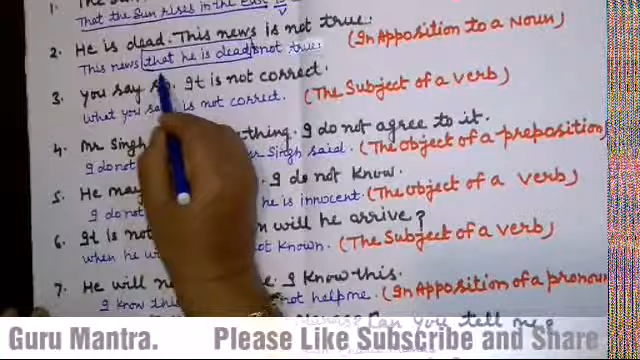 1.
That the Sun rises in the east is
2. He is dead. This news is not true. (In Apposition to a Noun)
This news that he is dead is not true.
3. You say so. It is not correct.
What you say is not correct. (The Subject of a verb)
4. Mr Singh thing. I do not agree to it.
I do not Mr Singh said. (The object of a preposition)
5. He may I do not know.
I do not he is innocent. (The object of a verb)
6. It is not n will he arrive?
when he w not known. (The Subject of a verb)
7. He will ne e. I know this.
I know this not help me. (In Apposition of a pronoun
Can you tell me?
Guru Mantra. Please Like Subscribe and Share